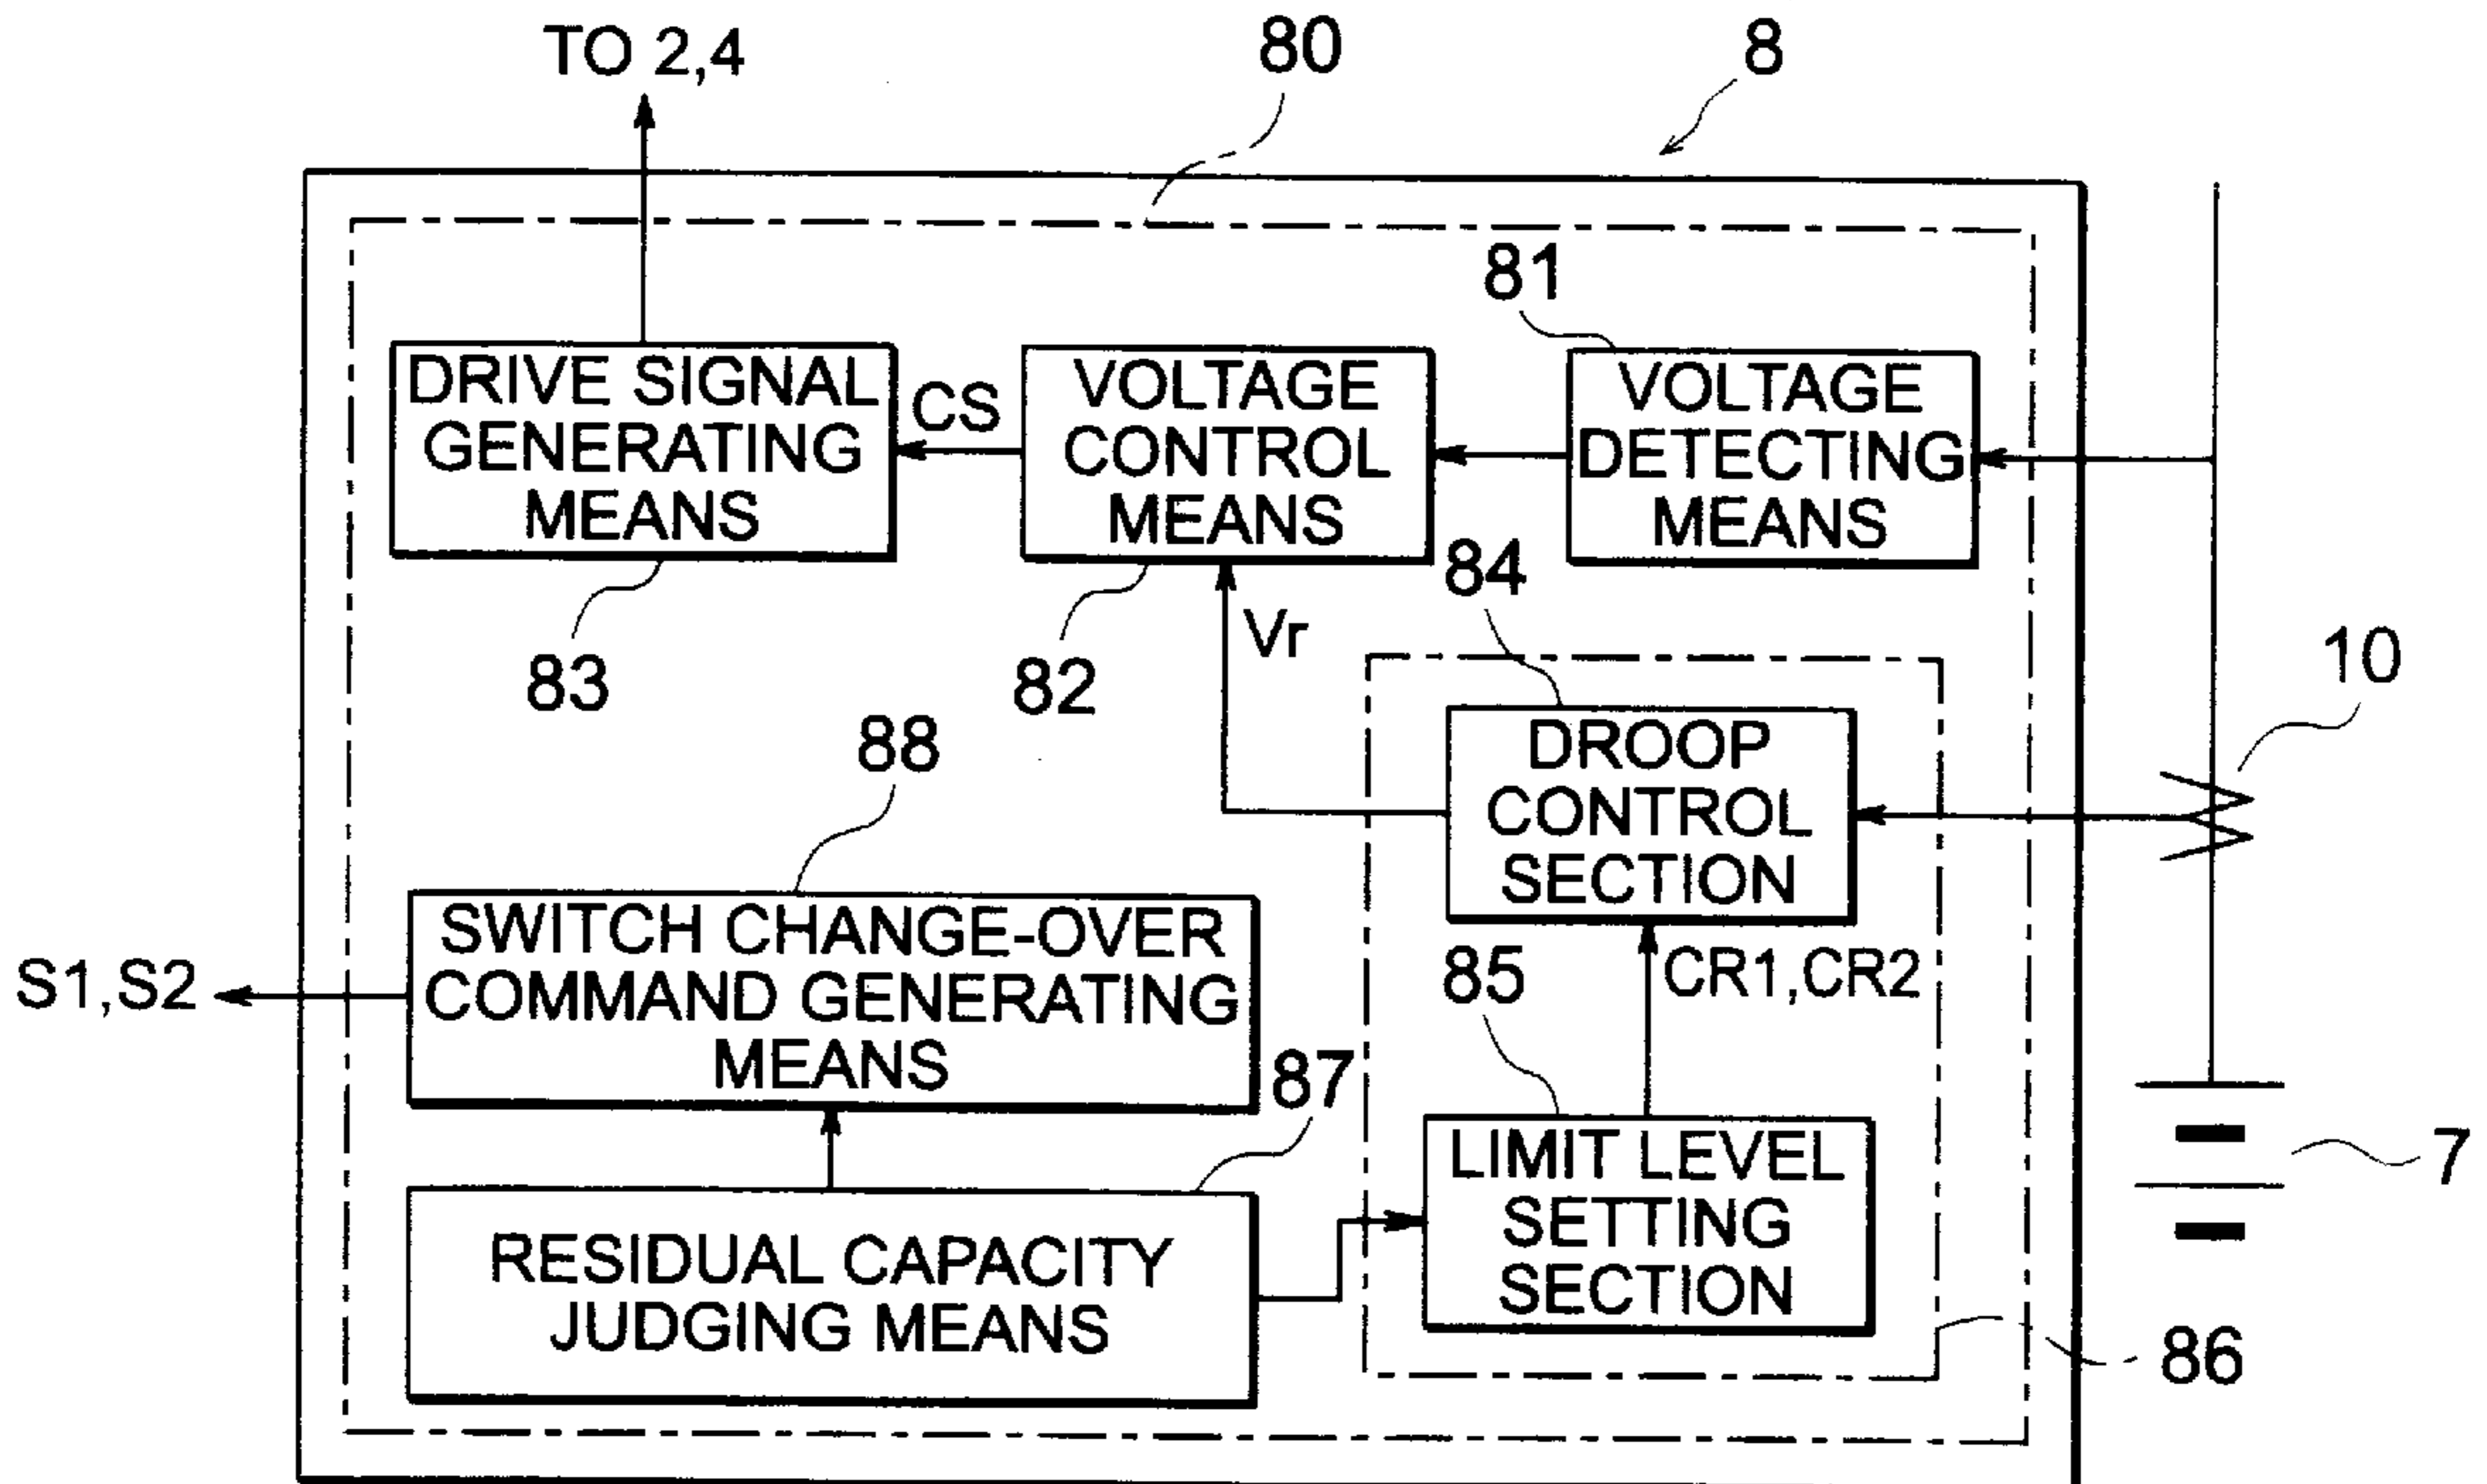 TO 2,4
80
8
81
DRIVE SIGNAL
GENERATING
MEANS
CS
VOLTAGE
CONTROL
MEANS
VOLTAGE
DETECTING
MEANS
83
82
Vr
84
10
DROOP
CONTROL
SECTION
88
SWITCH CHANGE-OVER
COMMAND GENERATING
MEANS
S1,S2
85
CR1,CR2
87
RESIDUAL CAPACITY
JUDGING MEANS
LIMIT LEVEL
SETTING
SECTION
7
86